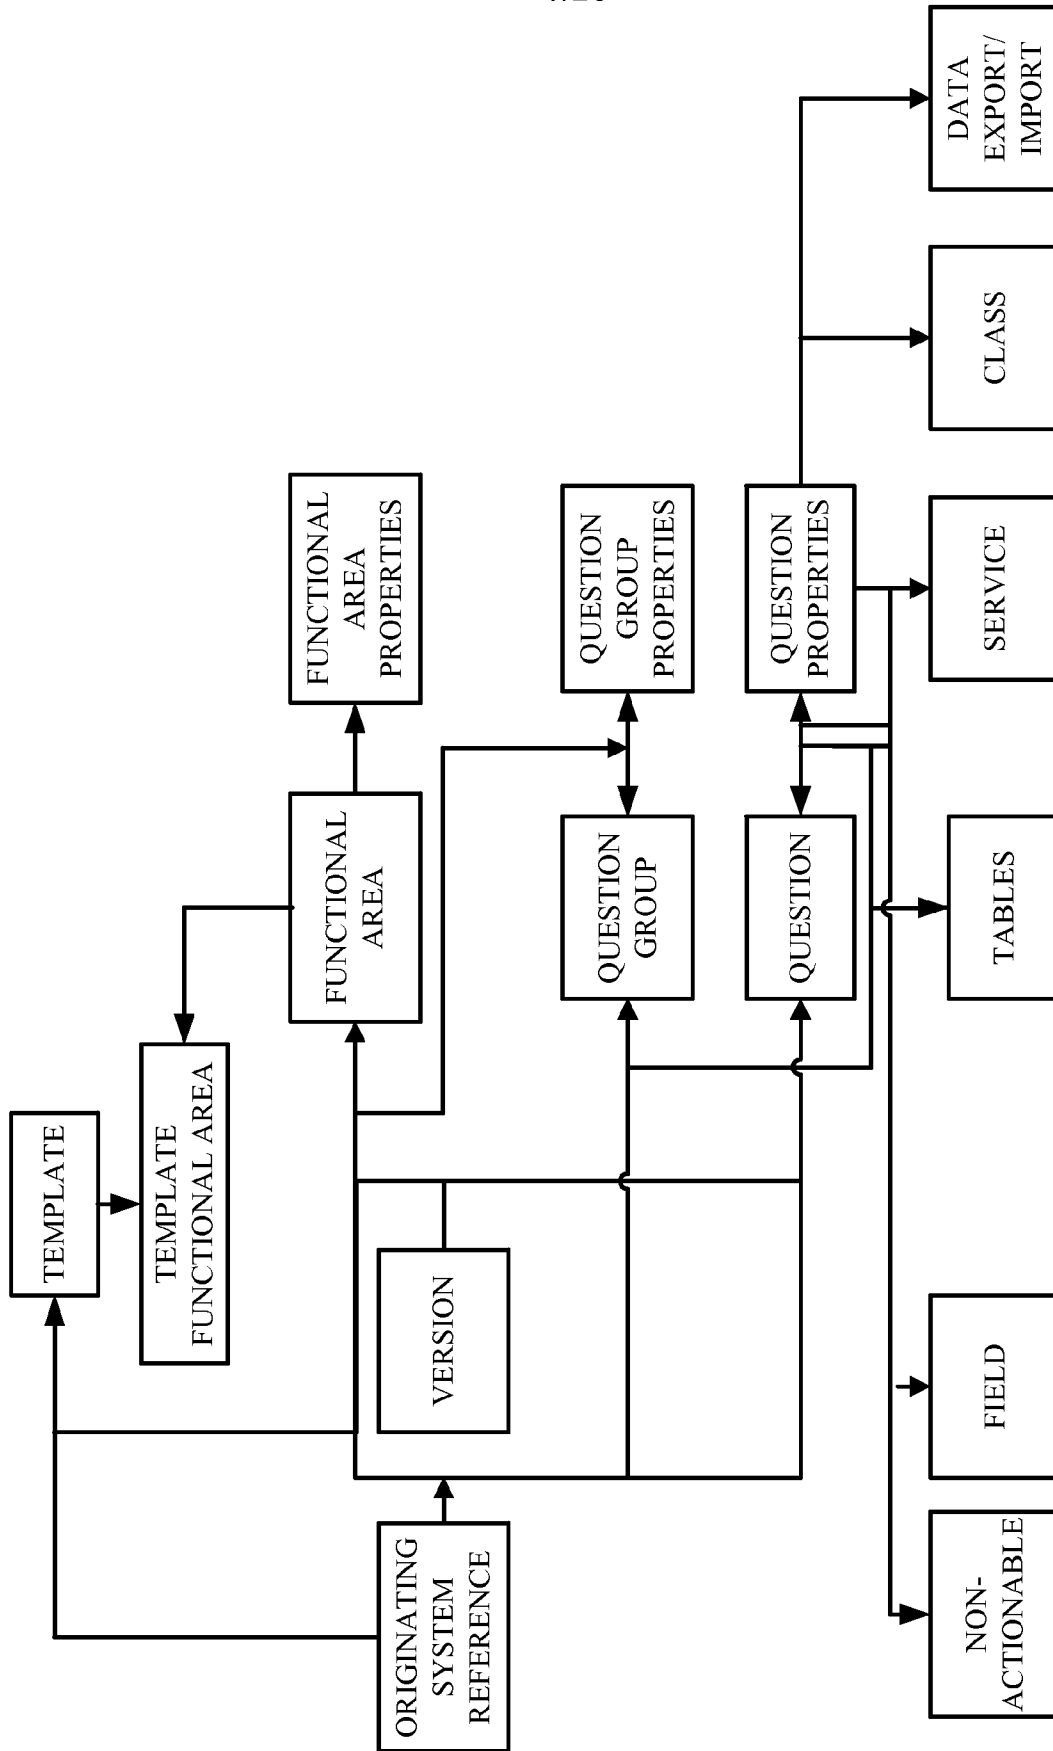 TEMPLATE
TEMPLATE
FUNCTIONAL AREA
FUNCTIONAL
AREA
FUNCTIONAL
AREA
PROPERTIES
VERSION
ORIGINATING
SYSTEM
REFERENCE
QUESTION
GROUP
QUESTION
GROUP
PROPERTIES
QUESTION
QUESTION
PROPERTIES
NON-
ACTIONABLE
FIELD
TABLES
SERVICE
CLASS
DATA
EXPORT/
IMPORT